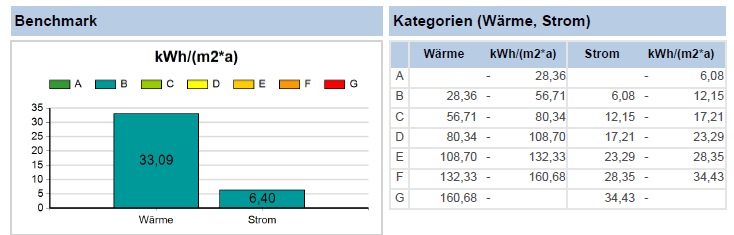 Benchmark
kWh/(m2*a)
A B C D E F G
35
30
25
20
15
10
5
0
33,09
6,40
Wärme Strom
Kategorien (Wärme, Strom)
Wärme kWh/(m2*a) Strom kWh/(m2*a)
A - 28,36 - 6,08
B 28,36 - 56,71 6,08 - 12,15
C 56,71 - 80,34 12,15 - 17,21
D 80,34 - 108,70 17,21 - 23,29
E 108,70 - 132,33 23,29 - 28,35
F 132,33 - 160,68 28,35 - 34,43
G 160,68 - 34,43 -